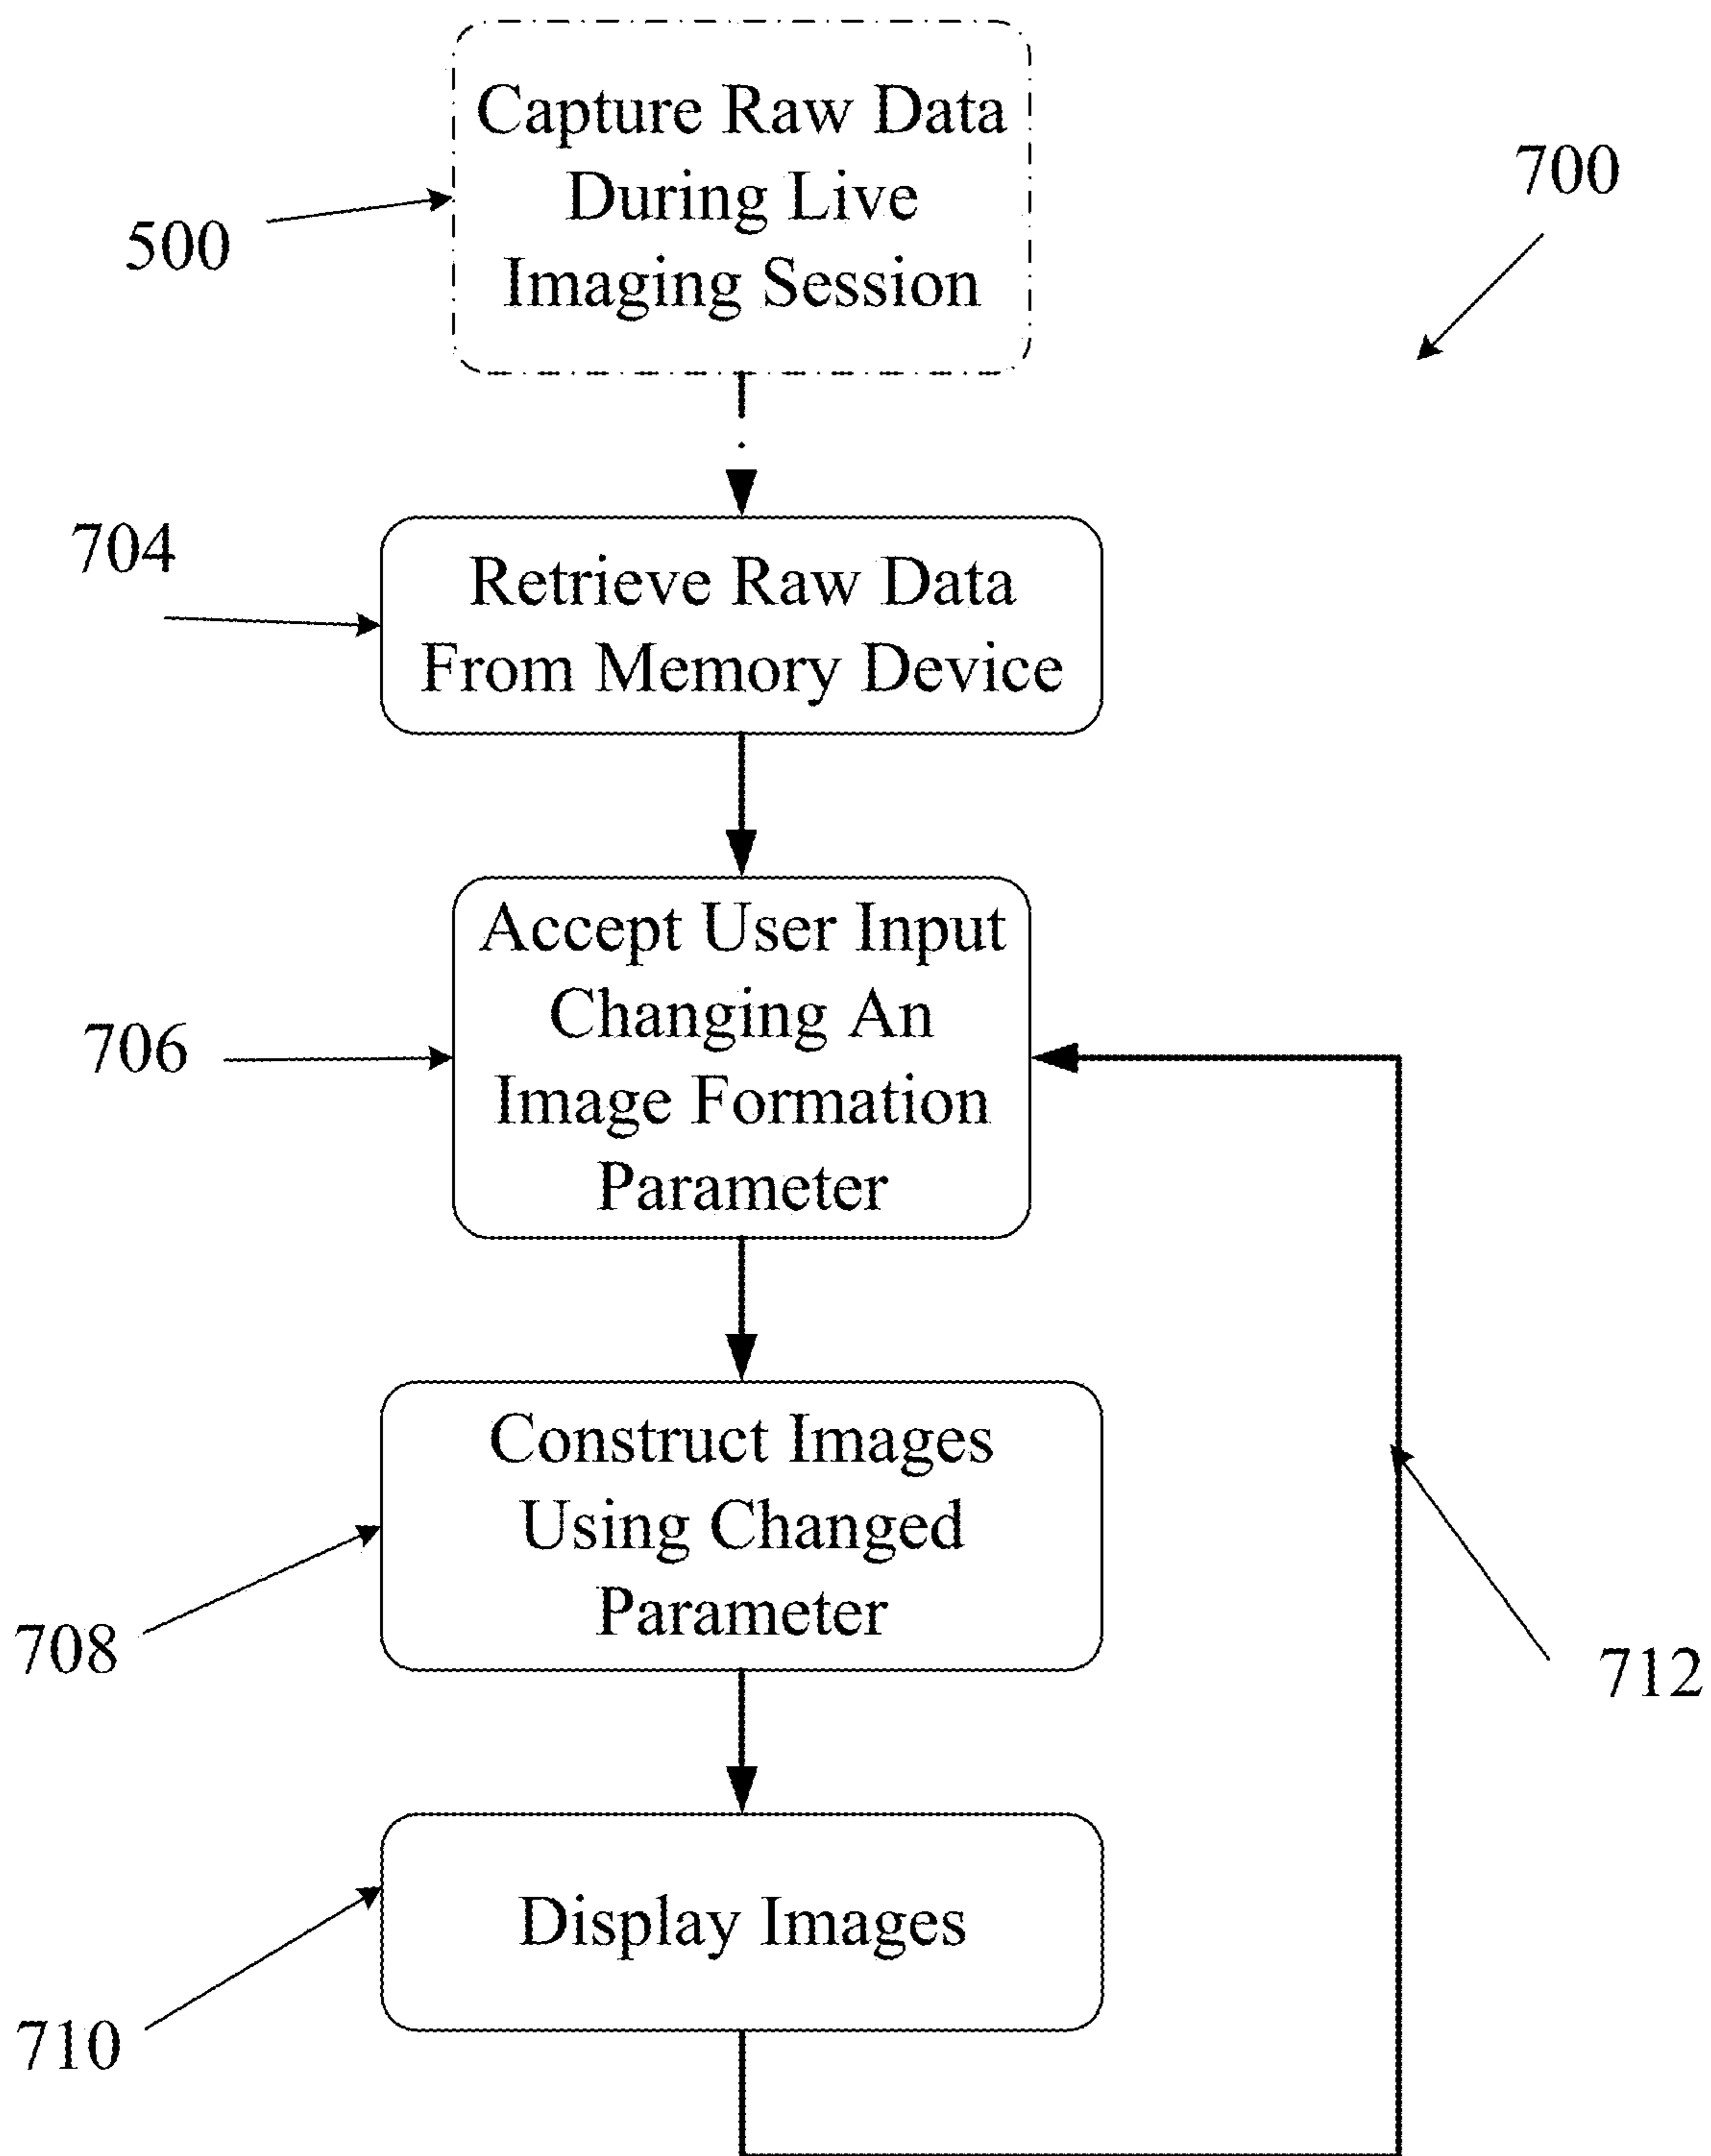 Capture Raw Data
During Live
Imaging Session
700
500
704
Retrieve Raw Data
From Memory Device
706
Accept User Input
Changing An
Image Formation
Parameter
708
Construct Images
Using Changed
Parameter
712
710
Display Images